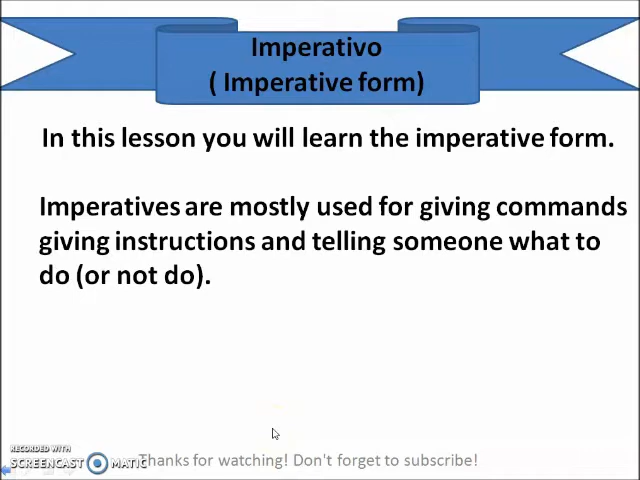 Imperativo
( Imperative form)
In this lesson you will learn the imperative form.
Imperatives are mostly used for giving commands
giving instructions and telling someone what to
do (or not do).
RECORDED WITH
SCREENCAST MATIC
Thanks for watching! Don't forget to subscribe!